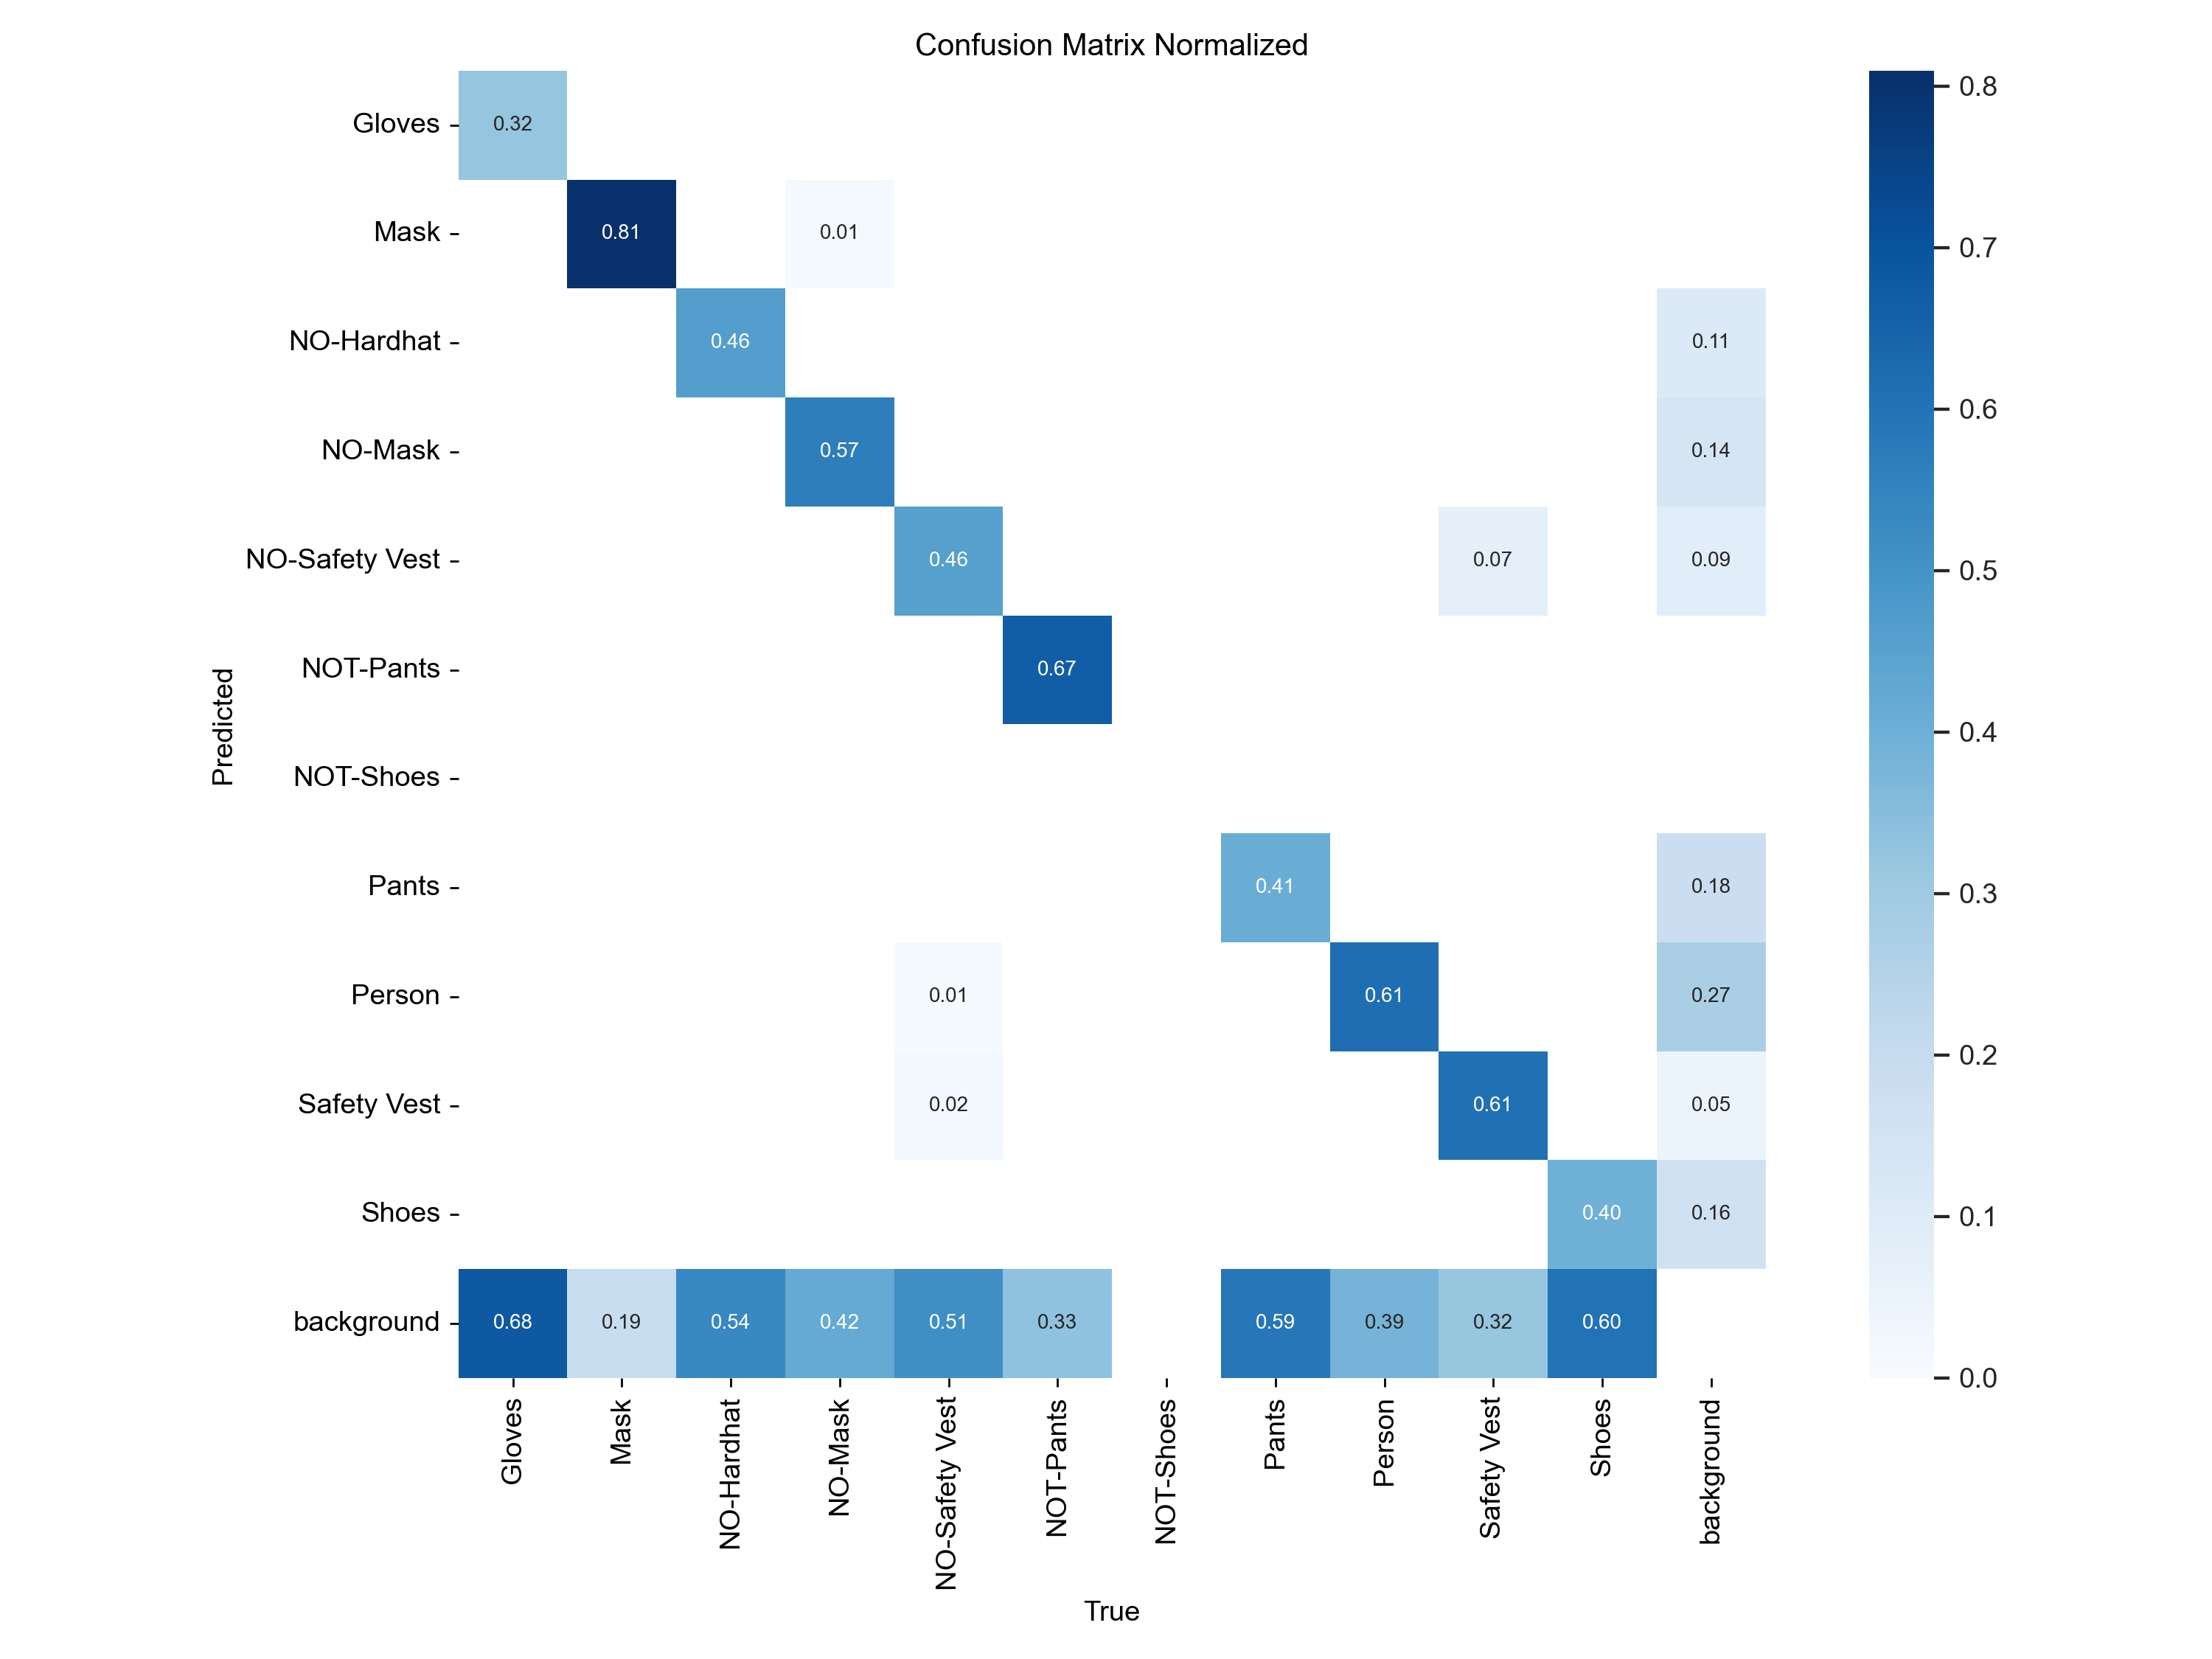 Confusion Matrix Normalized
Gloves
0.32
Mask
0.81
0.01
NO-Hardhat
0.46
0.11
NO-Mask
0.57
0.14
NO-Safety Vest
0.46
0.07
0.09
NOT-Pants
0.67
NOT-Shoes
Pants
0.41
0.18
Person
0.01
0.61
0.27
Safety Vest
0.02
0.61
0.05
Shoes
0.40
0.16
background
0.68
0.19
0.54
0.42
0.51
0.33
0.59
0.39
0.32
0.60
Predicted
Gloves
Mask
NO-Hardhat
NO-Mask
NO-Safety Vest
NOT-Pants
NOT-Shoes
Pants
Person
Safety Vest
Shoes
background
True
0.8
0.7
0.6
0.5
0.4
0.3
0.2
0.1
0.0